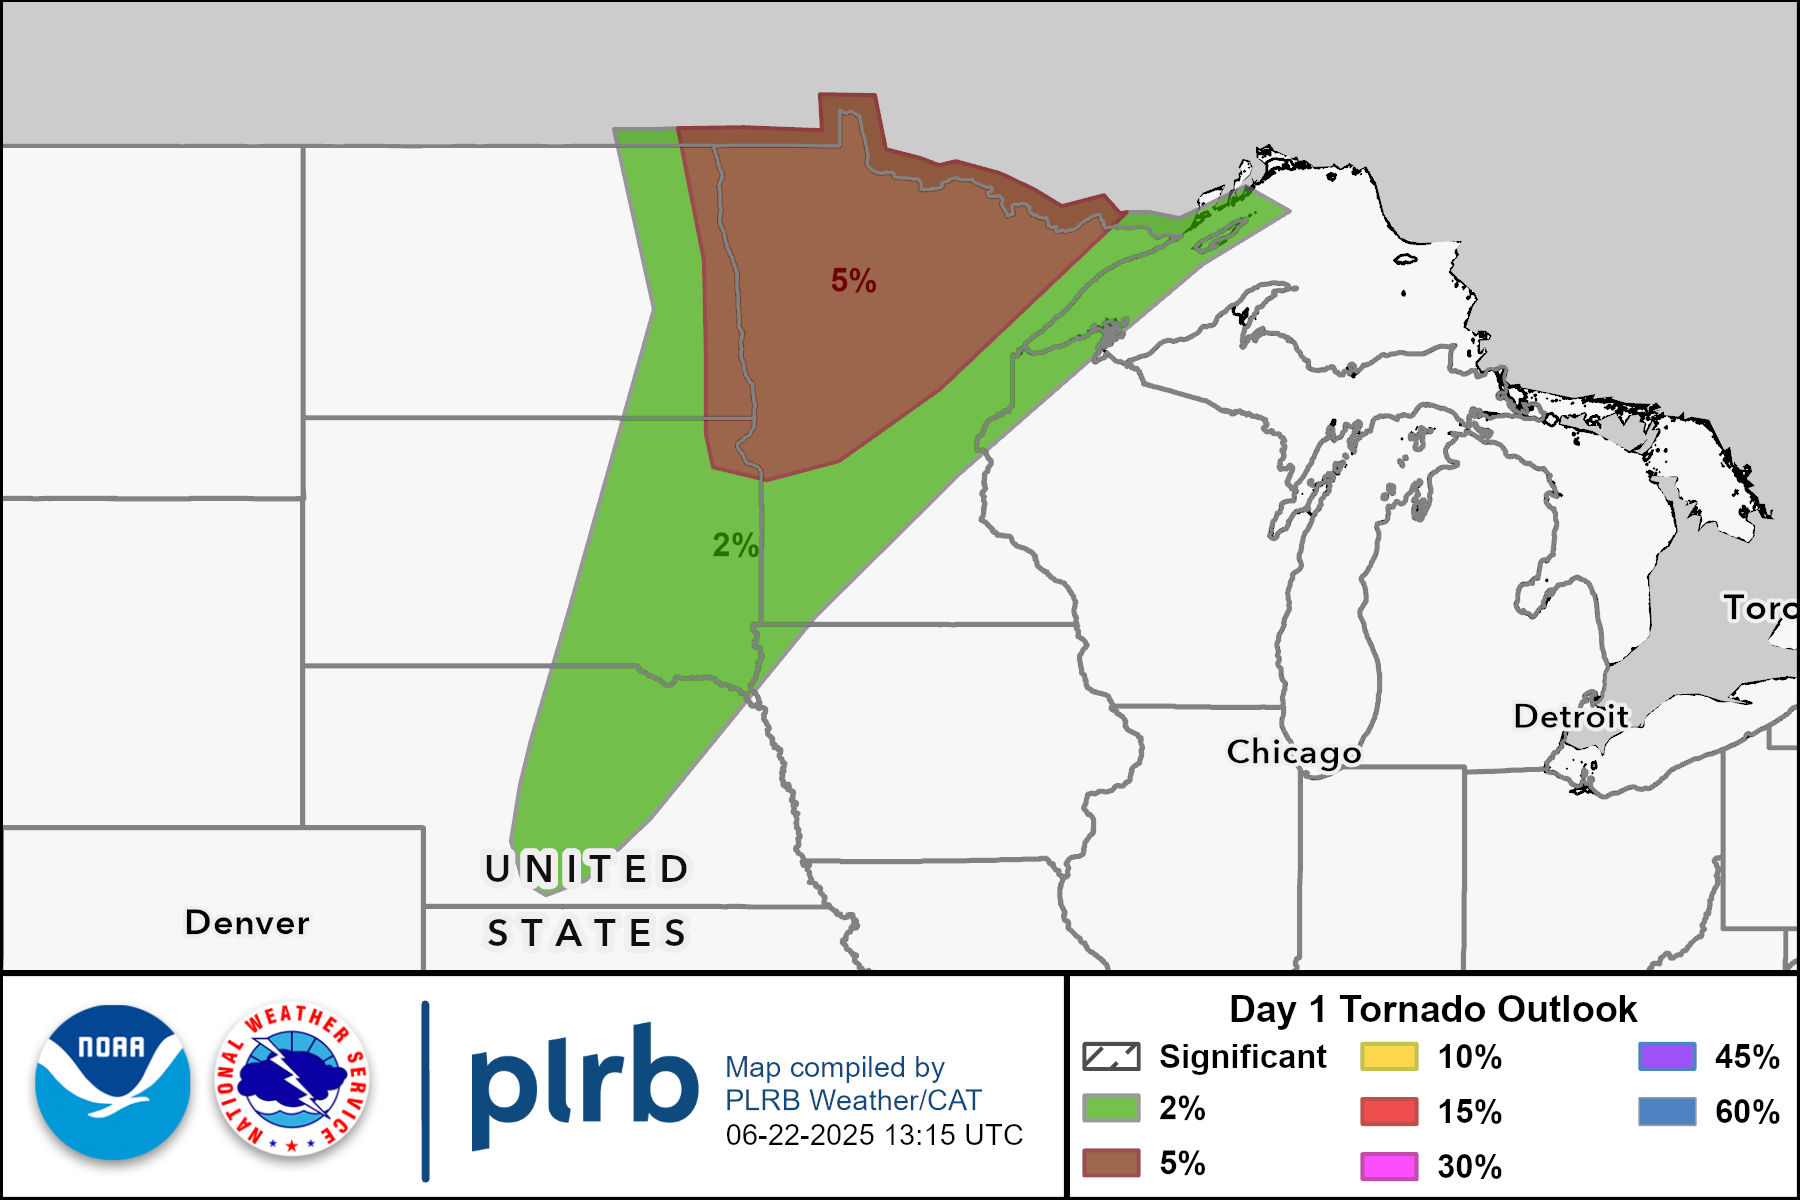 5%
2%
Toro
Detroit
Chicago
UNITED
STATES
Denver
NOAA
NATIONAL WEATHER SERVICE
plrb
Map compiled by
PLRB Weather/CAT
06-22-2025 13:15 UTC
Day 1 Tornado Outlook
Significant
2%
5%
10%
15%
30%
45%
60%